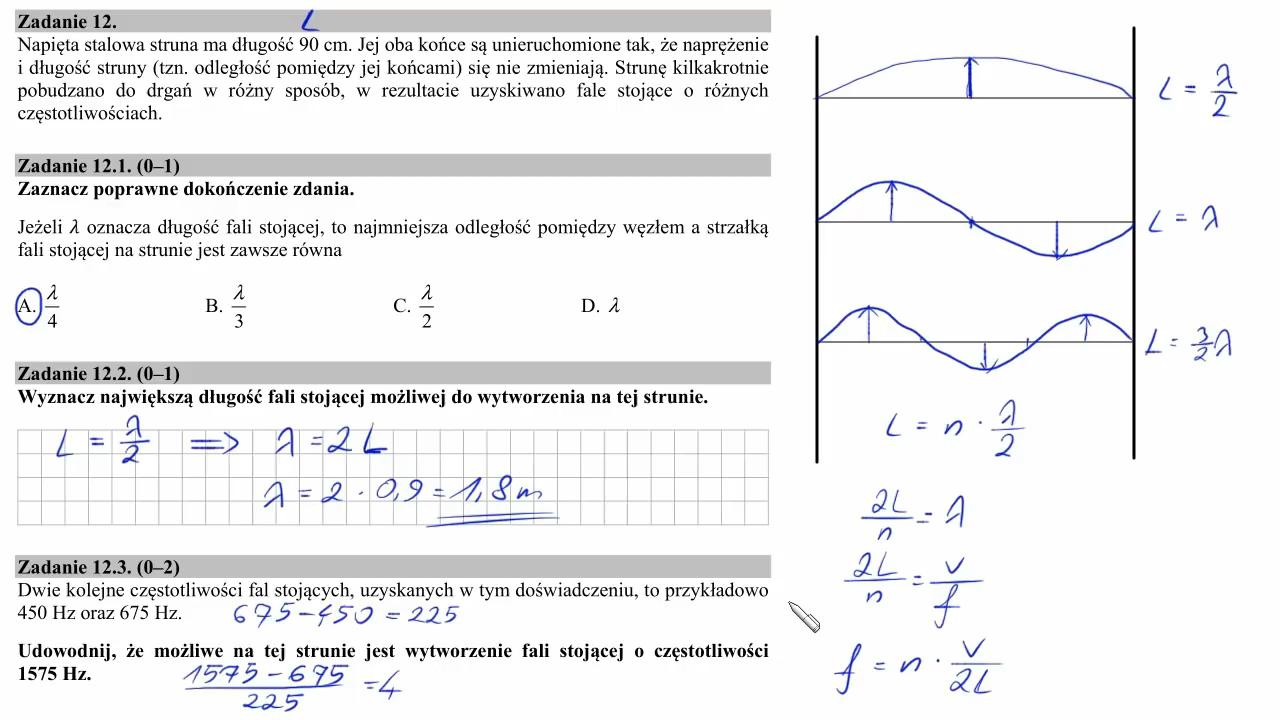 Zadanie 12.
L
Napięta stalowa struna ma długość 90 cm. Jej oba końce są unieruchomione tak, że naprężenie
i długość struny (tzn. odległość pomiędzy jej końcami) się nie zmieniają. Strunę kilkakrotnie
pobudzano do drgań w różny sposób, w rezultacie uzyskiwano fale stojące o różnych
częstotliwościach.
Zadanie 12.1. (0–1)
Zaznacz poprawne dokończenie zdania.
Jeżeli λ oznacza długość fali stojącej, to najmniejsza odległość pomiędzy węzłem a strzałką
fali stojącej na strunie jest zawsze równa
A. λ/4 B. λ/3 C. λ/2 D. λ
Zadanie 12.2. (0–1)
Wyznacz największą długość fali stojącej możliwej do wytworzenia na tej strunie.
L = λ/2 => λ = 2L
λ = 2 · 0,9 = 1,8 m
Zadanie 12.3. (0–2)
Dwie kolejne częstotliwości fal stojących, uzyskanych w tym doświadczeniu, to przykładowo
450 Hz oraz 675 Hz. 675 − 450 = 225
Udowodnij, że możliwe na tej strunie jest wytworzenie fali stojącej o częstotliwości
1575 Hz. (1575 − 675)/225 = 4
L = λ/2
L = λ
L = 3/2 λ
L = n · λ/2
2L/n = λ
2L/n = v/f
f = n · v/2L